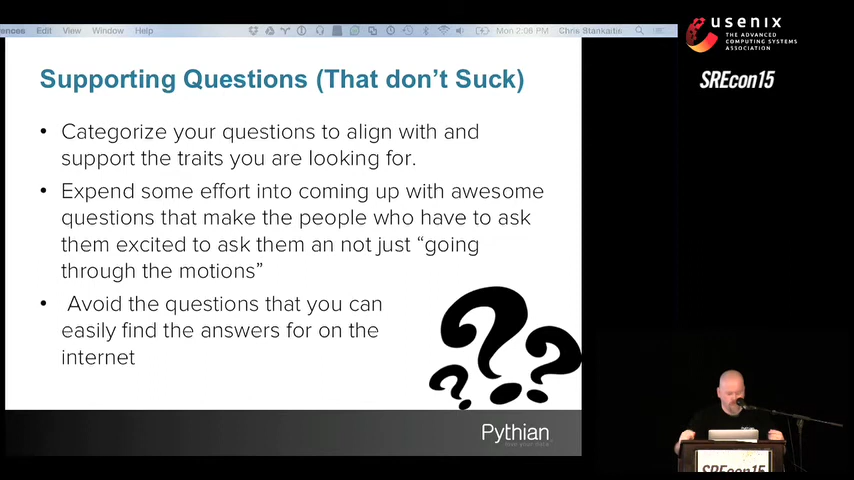 erences Edit View Window Help Mon 2:06 PM Chris Stankaitis
usenix
THE ADVANCED
COMPUTING SYSTEMS
ASSOCIATION
SREcon15
Supporting Questions (That don't Suck)
• Categorize your questions to align with and
support the traits you are looking for.
• Expend some effort into coming up with awesome
questions that make the people who have to ask
them excited to ask them an not just “going
through the motions”
• Avoid the questions that you can
easily find the answers for on the
internet
Pythian
SREcon15